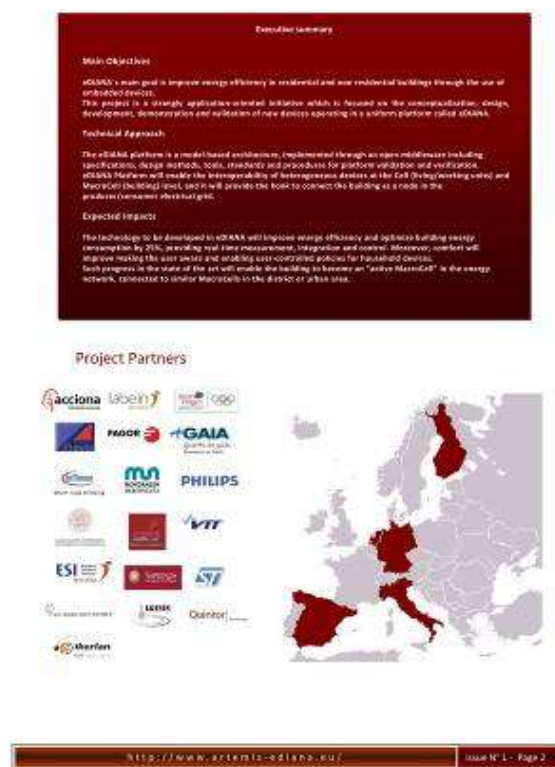 Executive summary
Main Objectives
eDIANA's main goal is improve energy efficiency in residential and non residential buildings through the use of
embedded devices.
This project is a strongly application-oriented initiative which is focused on the conceptualization, design,
development, demonstration and validation of new devices operating in a uniform platform called eDIANA.
Technical Approach
The eDIANA platform is a model-based architecture, implemented through an open middleware including
specifications, design methods, tools, standards and procedures for platform validation and verification.
eDIANA Platform will enable the interoperability of heterogeneous devices at the Cell (living/working units) and
MacroCell (building) level, and it will provide the hook to connect the building as a node in the
producer/consumer electrical grid.
Expected Impacts
The technology to be developed in eDIANA will improve energy efficiency and optimize building energy
consumption by 25%, providing real-time measurement, integration and control. Moreover, comfort will
improve making the user aware and enabling user-controlled policies for household devices.
Such progress in the state of the art will enable the building to become an "active MacroCell" in the energy
network, connected to similar MacroCells in the district or urban area.
Project Partners
acciona labein
FAGOR GAIA
PHILIPS
VTT
ESI ST
Quintor
ikerlan
http://www.artemis-ediana.eu/ Issue N° 1 - Page 2